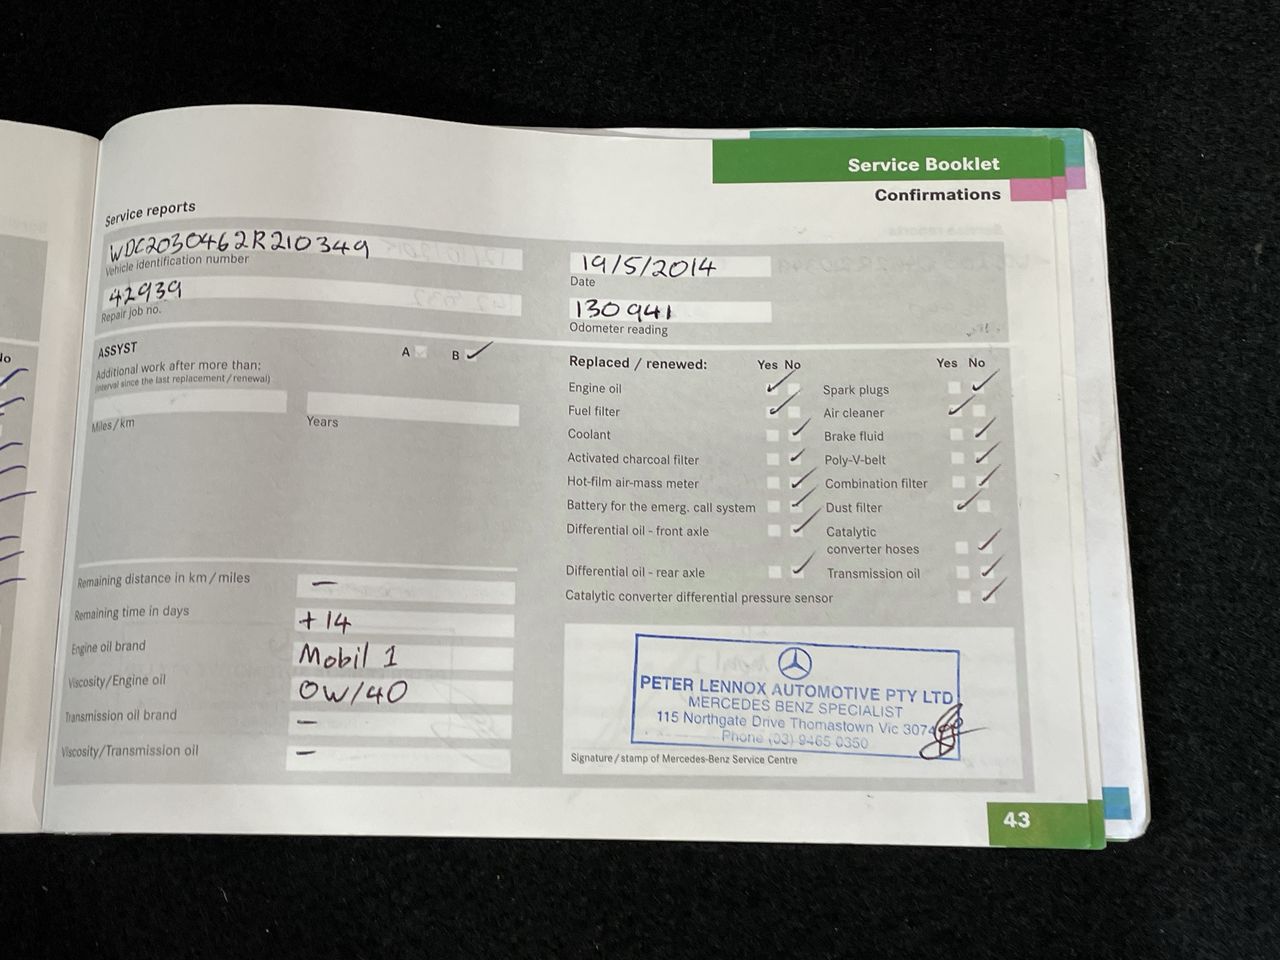 Service Booklet
Confirmations
Service reports
WDC2030462R210349
Vehicle identification number
42939
Repair job no.
19/5/2014
Date
130941
Odometer reading
ASSYST
A
B
Additional work after more than:
(interval since the last replacement / renewal)
Miles/km
Years
Remaining distance in km/miles
—
Remaining time in days
+14
Engine oil brand
Mobil 1
Viscosity/Engine oil
0W/40
Transmission oil brand
—
Viscosity/Transmission oil
—
Replaced / renewed:
Yes No
Engine oil
Fuel filter
Coolant
Activated charcoal filter
Hot-film air-mass meter
Battery for the emerg. call system
Differential oil - front axle
Differential oil - rear axle
Catalytic converter differential pressure sensor
Yes No
Spark plugs
Air cleaner
Brake fluid
Poly-V-belt
Combination filter
Dust filter
Catalytic
converter hoses
Transmission oil
PETER LENNOX AUTOMOTIVE PTY LTD
MERCEDES BENZ SPECIALIST
115 Northgate Drive Thomastown Vic 3074
Phone (03) 9465 0350
Signature/stamp of Mercedes-Benz Service Centre
43